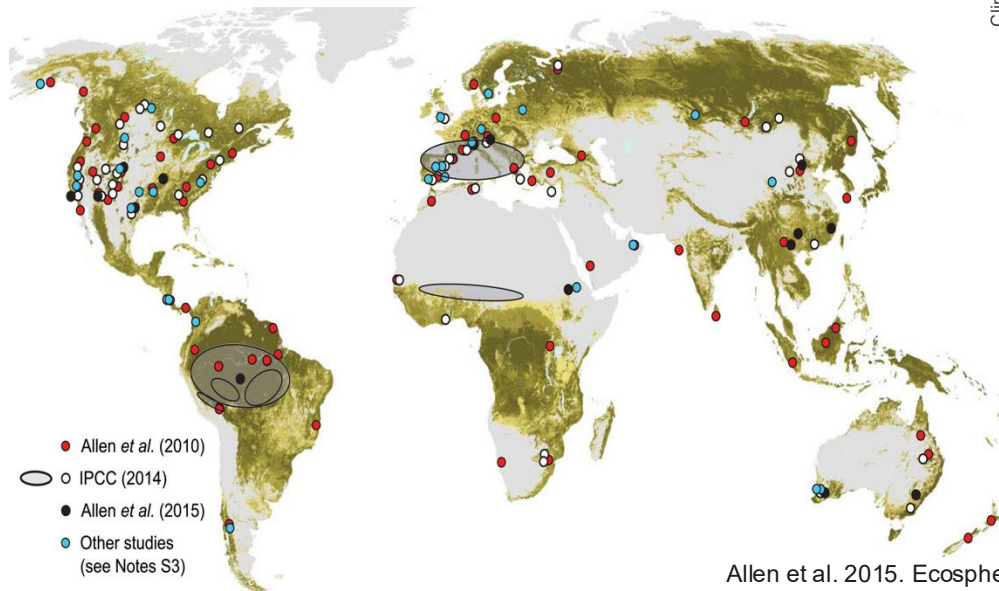 Allen et al. (2010)
IPCC (2014)
Allen et al. (2015)
Other studies
(see Notes S3)
Allen et al. 2015. Ecosphe